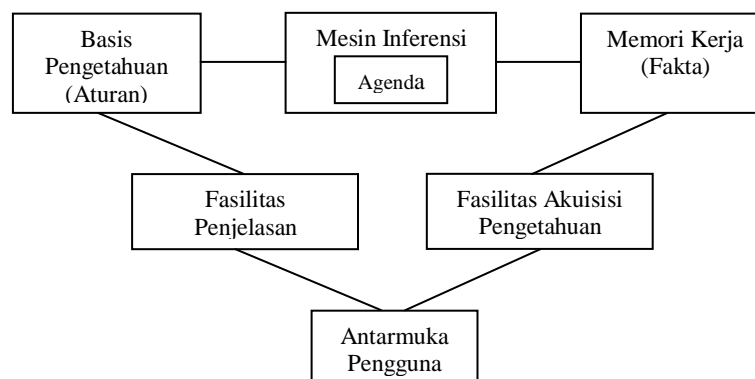 Basis
Pengetahuan
(Aturan)
Mesin Inferensi
Agenda
Memori Kerja
(Fakta)
Fasilitas
Penjelasan
Fasilitas Akuisisi
Pengetahuan
Antarmuka
Pengguna